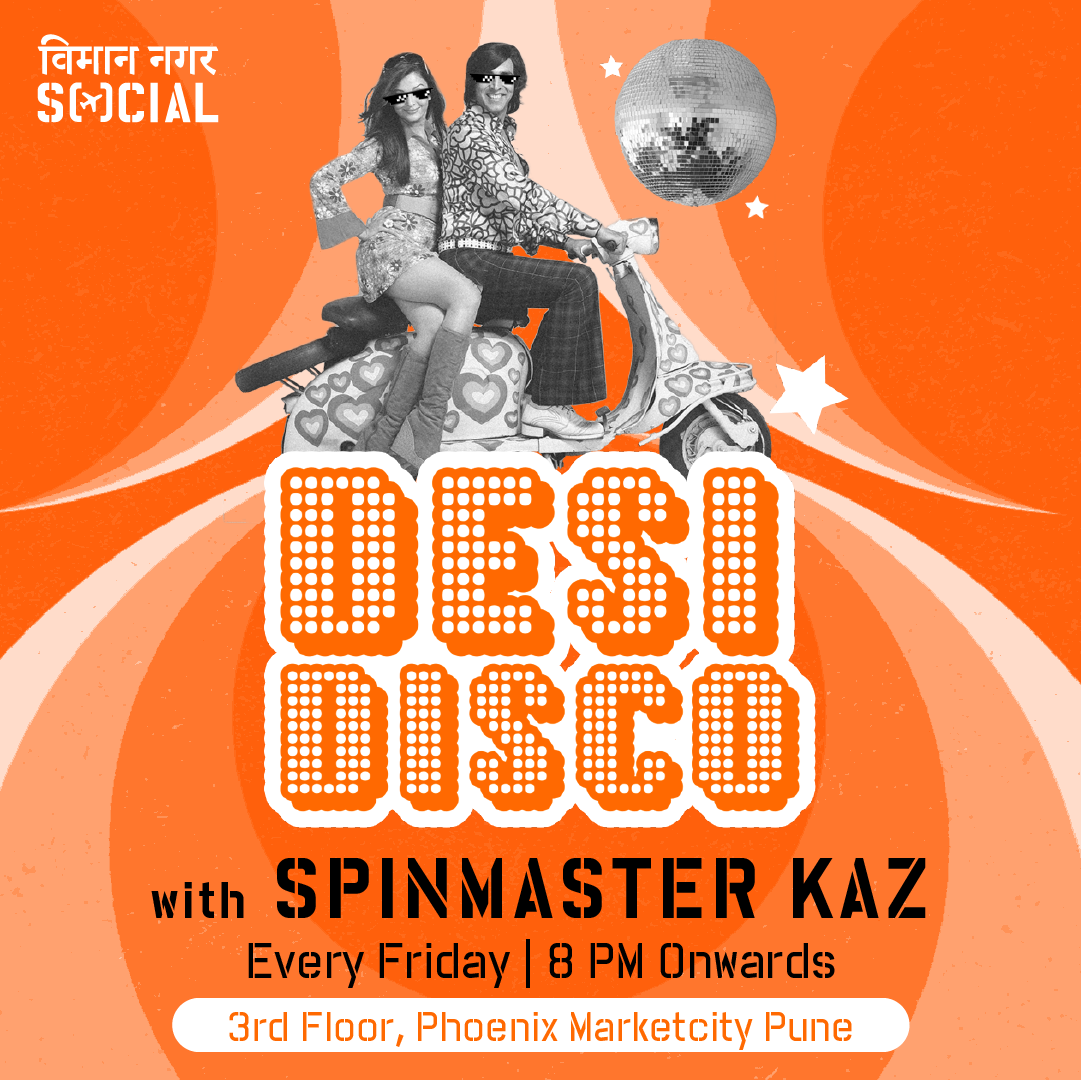 विमान नगर
SOCIAL
DESI
DISCO
with SPINMASTER KAZ
Every Friday | 8 PM Onwards
3rd Floor, Phoenix Marketcity Pune